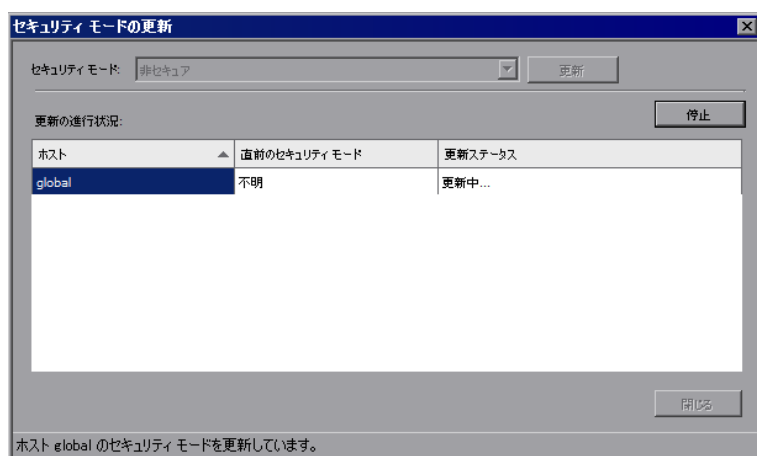 セキュリティ モードの更新
セキュリティ モード: 非セキュア 更新
更新の進行状況: 停止
ホスト 直前のセキュリティ モード 更新ステータス
global 不明 更新中...
閉じる
ホスト global のセキュリティ モードを更新しています。